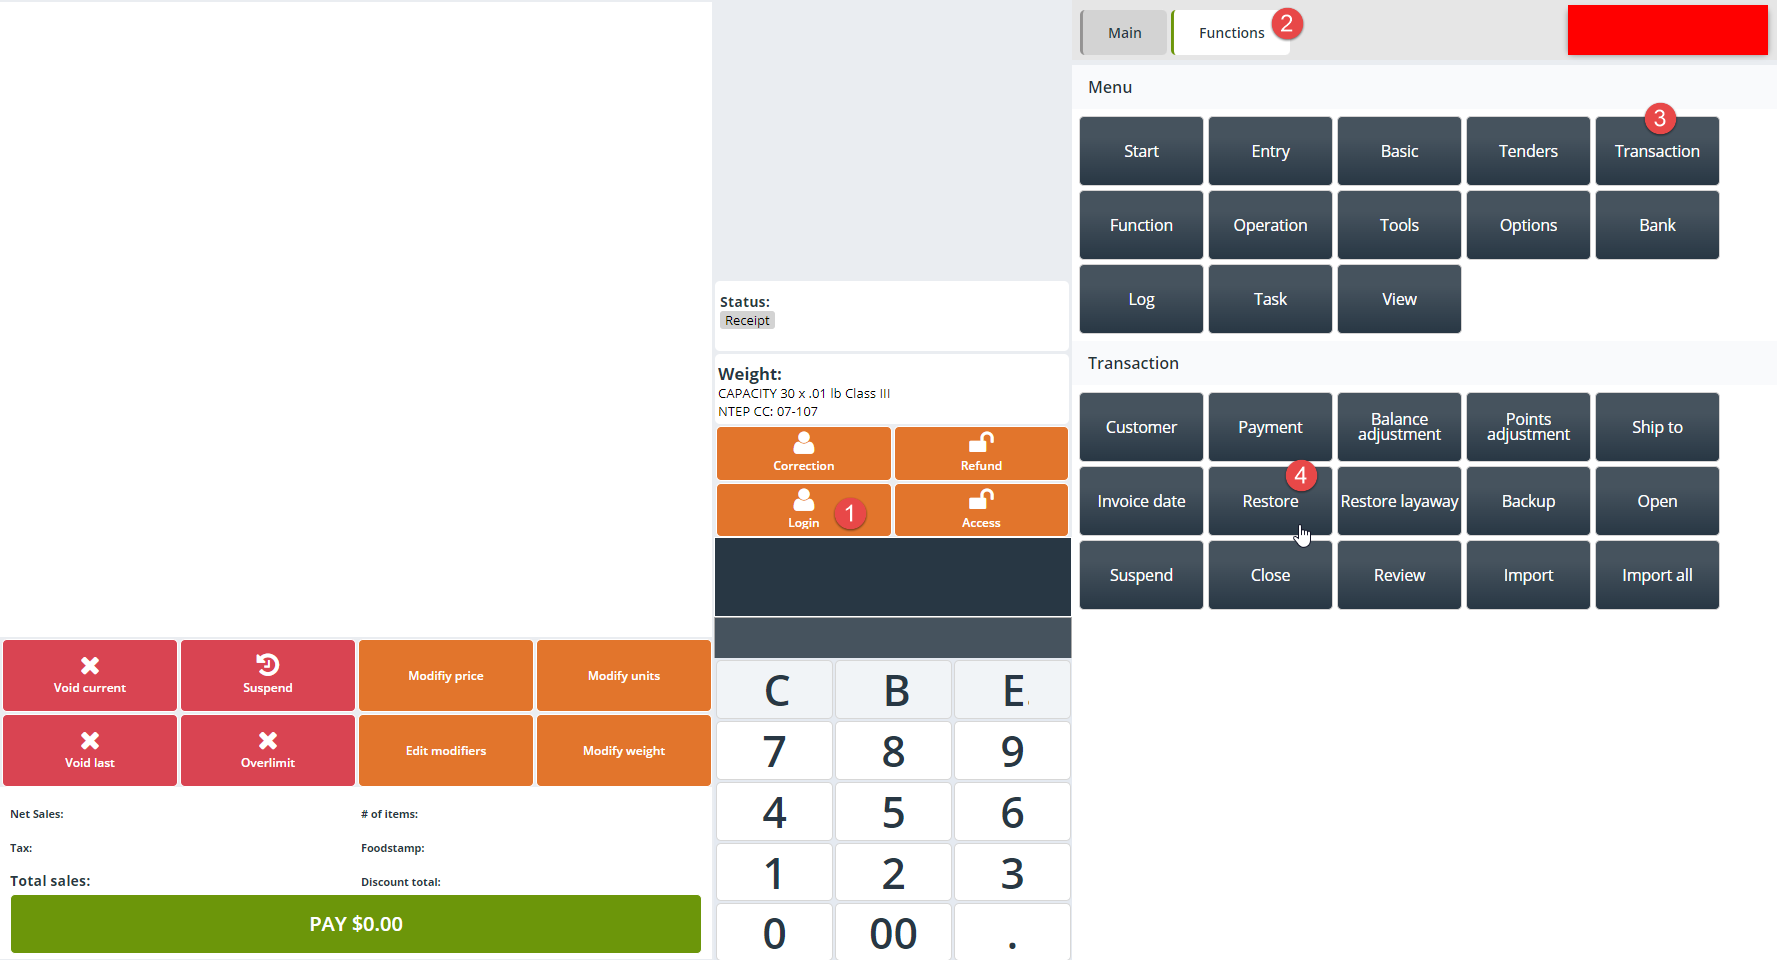 Main
Functions
2
Menu
3
Start
Entry
Basic
Tenders
Transaction
Function
Operation
Tools
Options
Bank
Log
Task
View
Transaction
Customer
Payment
Balance
adjustment
Points
adjustment
Ship to
4
Invoice date
Restore
Restore layaway
Backup
Open
Suspend
Close
Review
Import
Import all
Status:
Receipt
Weight:
CAPACITY 30 x .01 lb Class III
NTEP CC: 07-107
Correction
Refund
Login
1
Access
C
B
E.
7
8
9
4
5
6
1
2
3
0
00
.
Void current
Suspend
Modifiy price
Modify units
Void last
Overlimit
Edit modifiers
Modify weight
Net Sales:
# of items:
Tax:
Foodstamp:
Total sales:
Discount total:
PAY $0.00